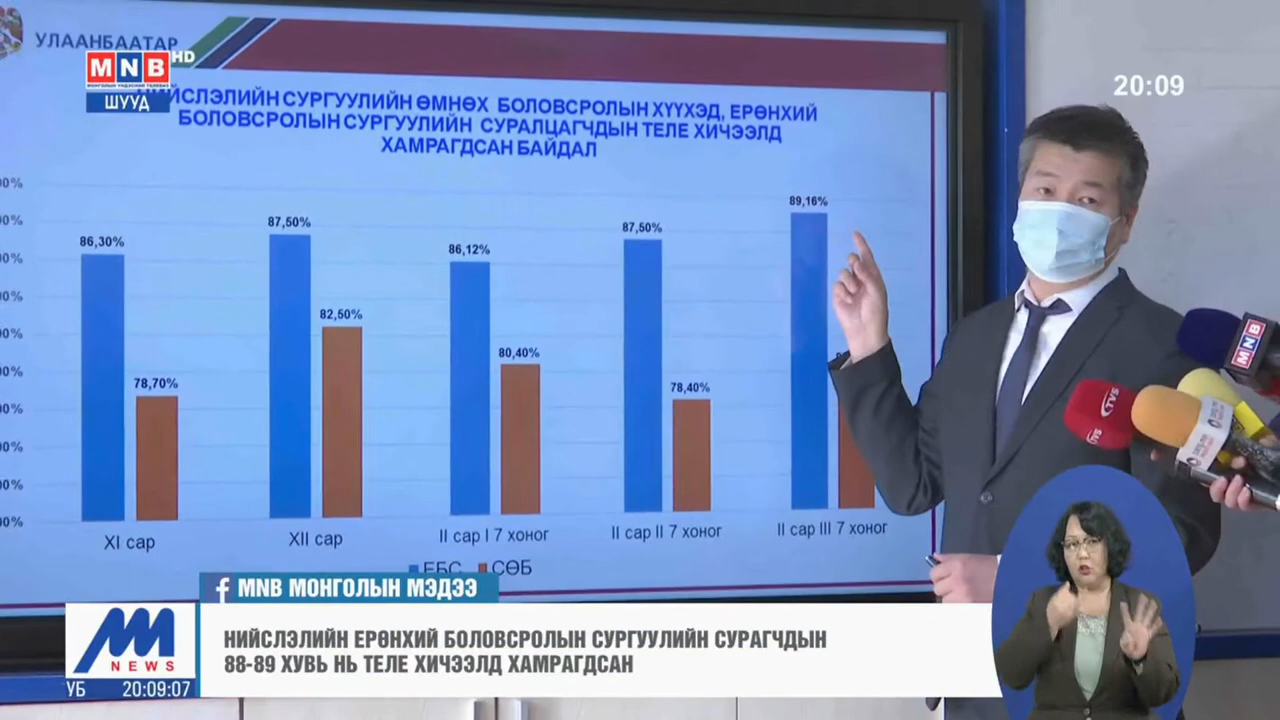 УЛААНБААТАР
HD
MNB
МОНГОЛЫН ҮНДЭСНИЙ ТЕЛЕВИЗ
ШУУД
20:09
НИЙСЛЭЛИЙН СУРГУУЛИЙН ӨМНӨХ БОЛОВСРОЛЫН ХҮҮХЭД, ЕРӨНХИЙ
БОЛОВСРОЛЫН СУРГУУЛИЙН СУРАЛЦАГЧДЫН ТЕЛЕ ХИЧЭЭЛД
ХАМРАГДСАН БАЙДАЛ
86,30%
78,70%
87,50%
82,50%
86,12%
80,40%
87,50%
78,40%
89,16%
XI сар
XII сар
II сар I 7 хоног
II сар II 7 хоног
II сар III 7 хоног
ЕБС
СӨБ
MNB
TV5
TV5
f MNB МОНГОЛЫН МЭДЭЭ
НИЙСЛЭЛИЙН ЕРӨНХИЙ БОЛОВСРОЛЫН СУРГУУЛИЙН СУРАГЧДЫН
88-89 ХУВЬ НЬ ТЕЛЕ ХИЧЭЭЛД ХАМРАГДСАН
NEWS
УБ 20:09:07